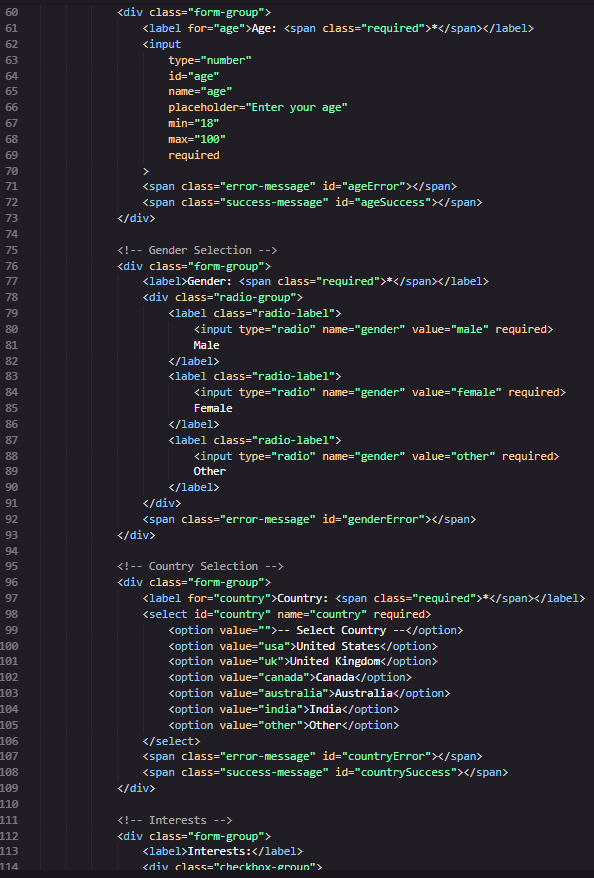 60 <div class="form-group">
61 <label for="age">Age: <span class="required">*</span></label>
62 <input
63 type="number"
64 id="age"
65 name="age"
66 placeholder="Enter your age"
67 min="18"
68 max="100"
69 required
70 >
71 <span class="error-message" id="ageError"></span>
72 <span class="success-message" id="ageSuccess"></span>
73 </div>
74
75 <!-- Gender Selection -->
76 <div class="form-group">
77 <label>Gender: <span class="required">*</span></label>
78 <div class="radio-group">
79 <label class="radio-label">
80 <input type="radio" name="gender" value="male" required>
81 Male
82 </label>
83 <label class="radio-label">
84 <input type="radio" name="gender" value="female" required>
85 Female
86 </label>
87 <label class="radio-label">
88 <input type="radio" name="gender" value="other" required>
89 Other
90 </label>
91 </div>
92 <span class="error-message" id="genderError"></span>
93 </div>
94
95 <!-- Country Selection -->
96 <div class="form-group">
97 <label for="country">Country: <span class="required">*</span></label>
98 <select id="country" name="country" required>
99 <option value="">-- Select Country --</option>
100 <option value="usa">United States</option>
101 <option value="uk">United Kingdom</option>
102 <option value="canada">Canada</option>
103 <option value="australia">Australia</option>
104 <option value="india">India</option>
105 <option value="other">Other</option>
106 </select>
107 <span class="error-message" id="countryError"></span>
108 <span class="success-message" id="countrySuccess"></span>
109 </div>
110
111 <!-- Interests -->
112 <div class="form-group">
113 <label>Interests:</label>
114 <div class="checkbox-group">